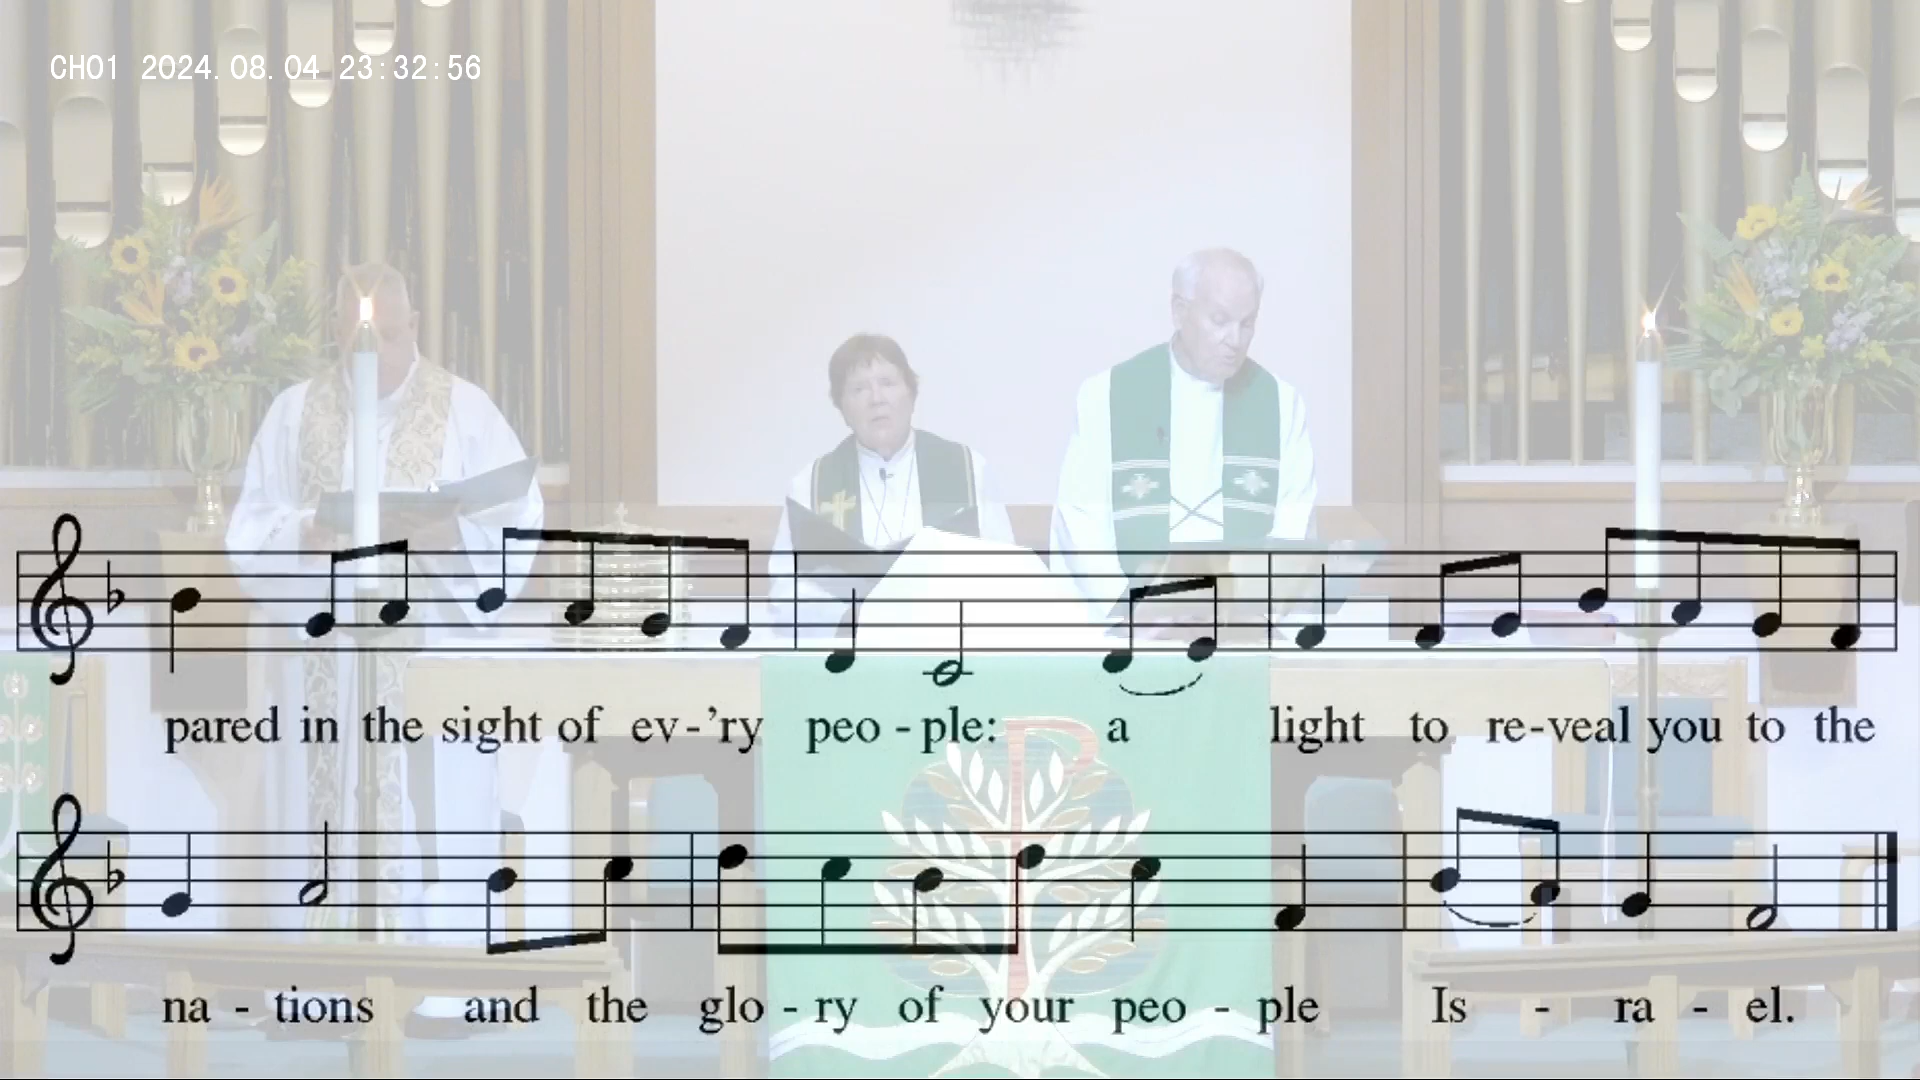 CH01 2024.08.04 23:32:56
pared in the sight of ev-'ry peo-ple: a light to re-veal you to the
na-tions and the glo-ry of your peo-ple Is-ra-el.